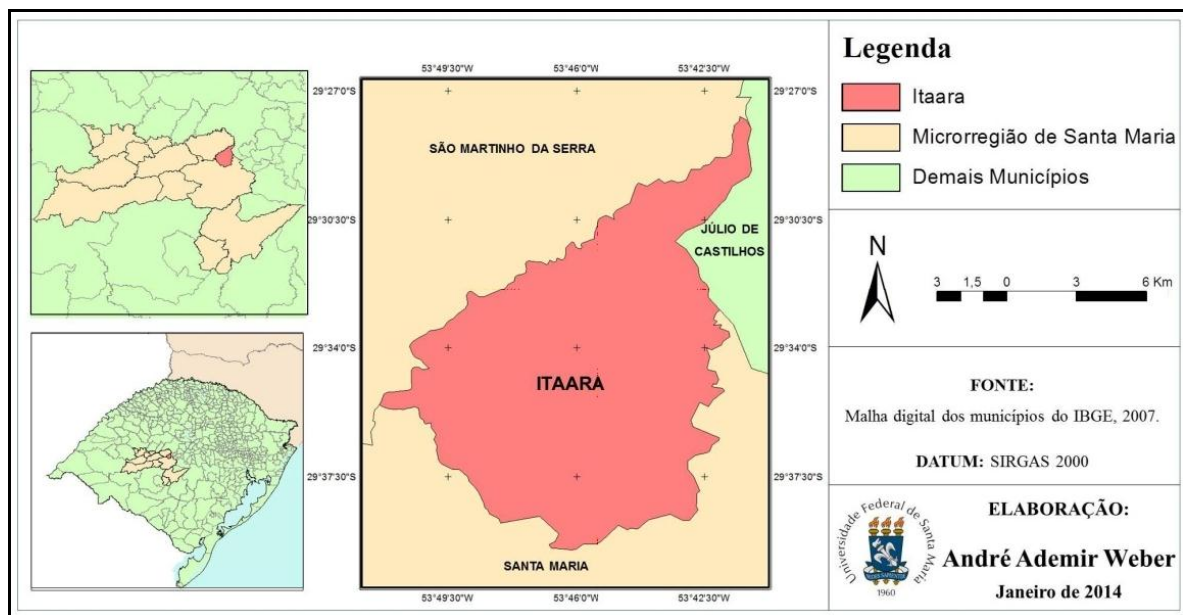 53°49'30"W 53°46'0"W 53°42'30"W
29°27'0"S 29°27'0"S
SÃO MARTINHO DA SERRA
29°30'30"S 29°30'30"S
JÚLIO DE
CASTILHOS
29°34'0"S 29°34'0"S
ITAARA
29°37'30"S 29°37'30"S
SANTA MARIA
53°49'30"W 53°46'0"W 53°42'30"W
Legenda
Itaara
Microrregião de Santa Maria
Demais Municípios
N
3 1,5 0 3 6 Km
FONTE:
Malha digital dos municípios do IBGE, 2007.
DATUM: SIRGAS 2000
Universidade Federal de Santa Maria
1960
ELABORAÇÃO:
André Ademir Weber
Janeiro de 2014